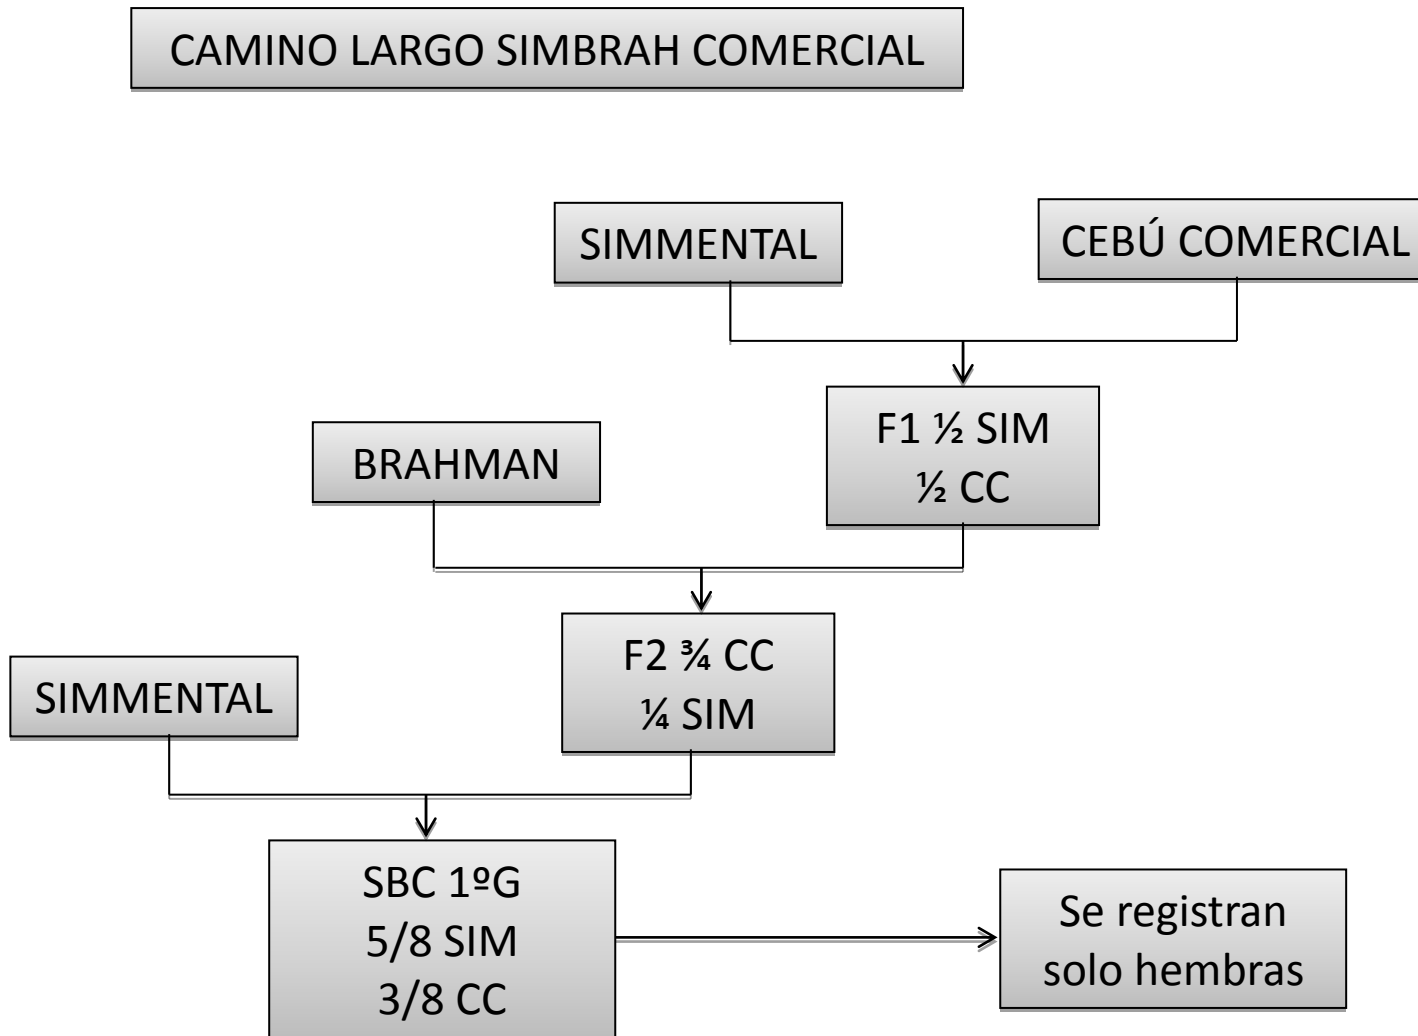 CAMINO LARGO SIMBRAH COMERCIAL
SIMMENTAL
CEBÚ COMERCIAL
F1 ½ SIM
½ CC
BRAHMAN
F2 ¾ CC
¼ SIM
SIMMENTAL
SBC 1ºG
5/8 SIM
3/8 CC
Se registran
solo hembras